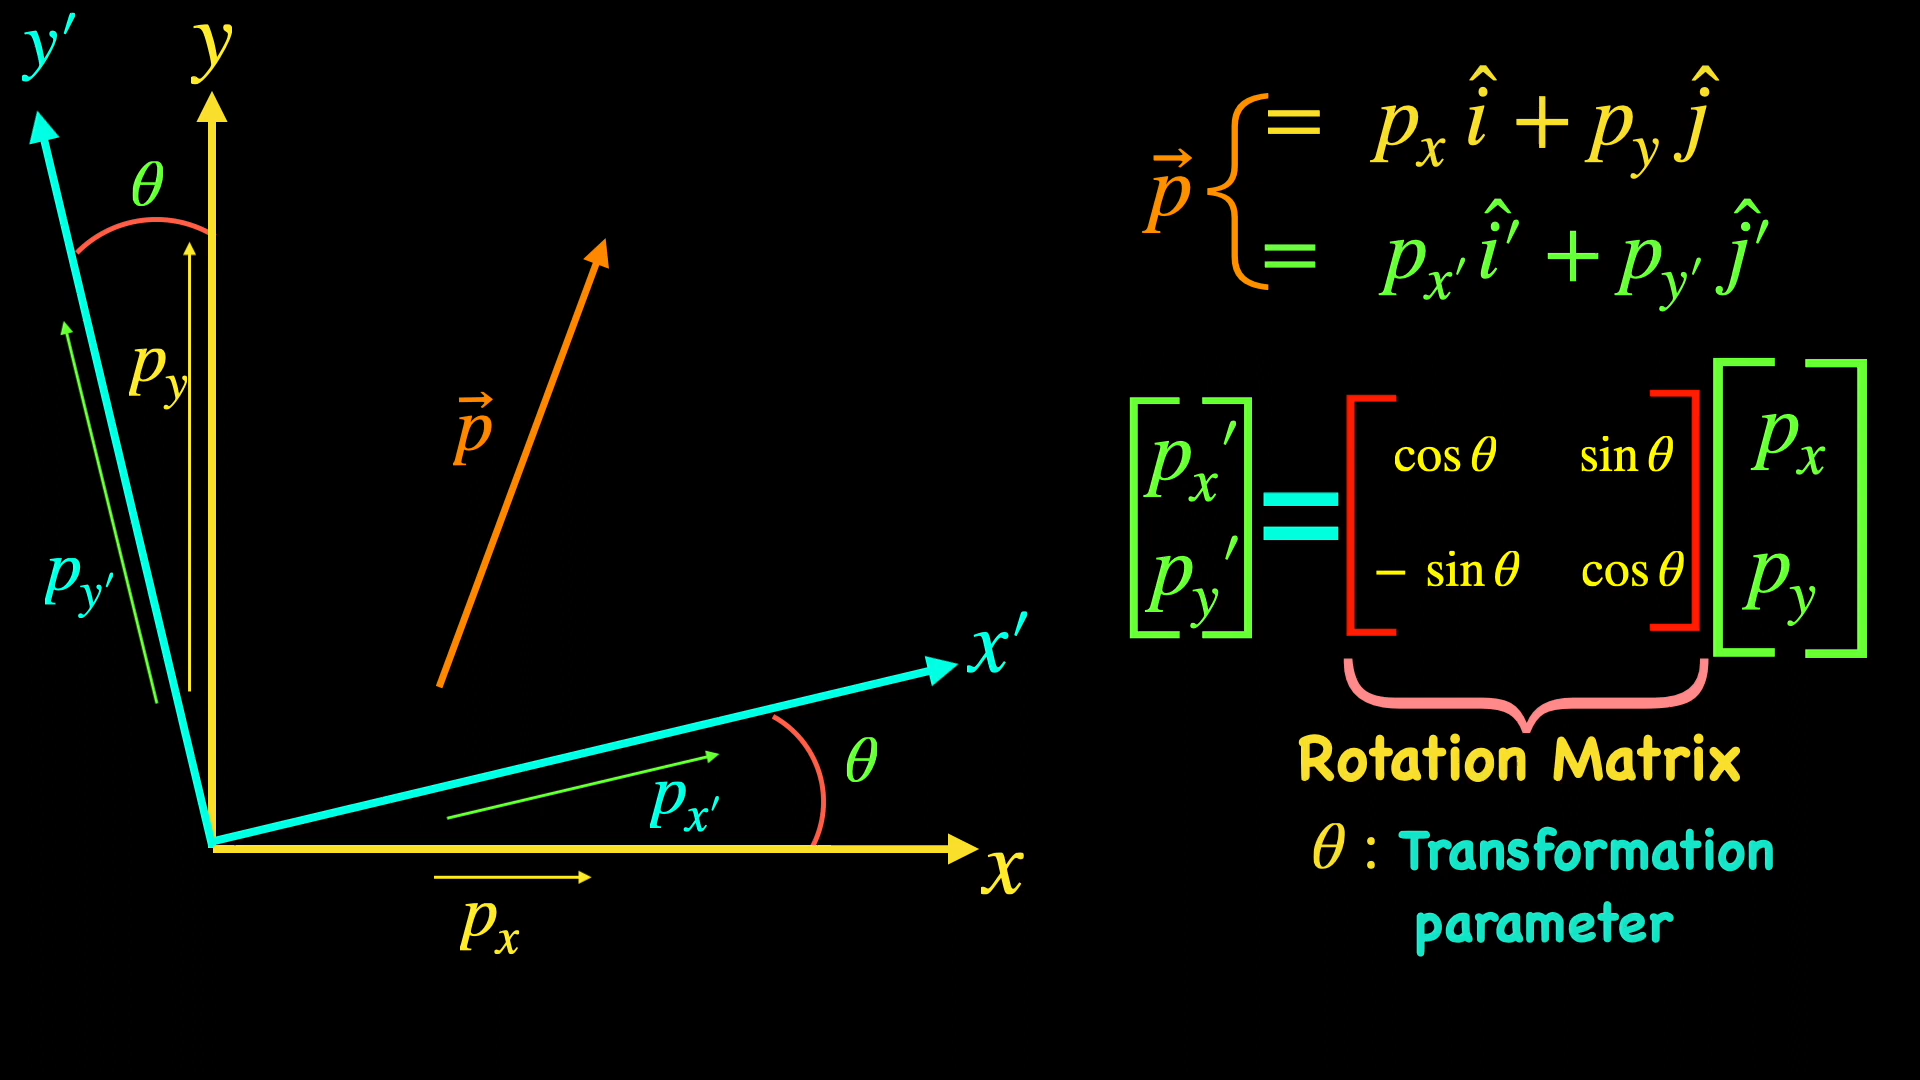 y′ y
θ
p_y
p⃗
p_y′
x′
θ
p_x′
x
p_x
p⃗ { = p_x î + p_y ĵ
= p_x′ î′ + p_y′ ĵ′
[p_x′ = [cos θ sin θ [p_x
p_y′] − sin θ cos θ] p_y]
Rotation Matrix
θ : Transformation
parameter